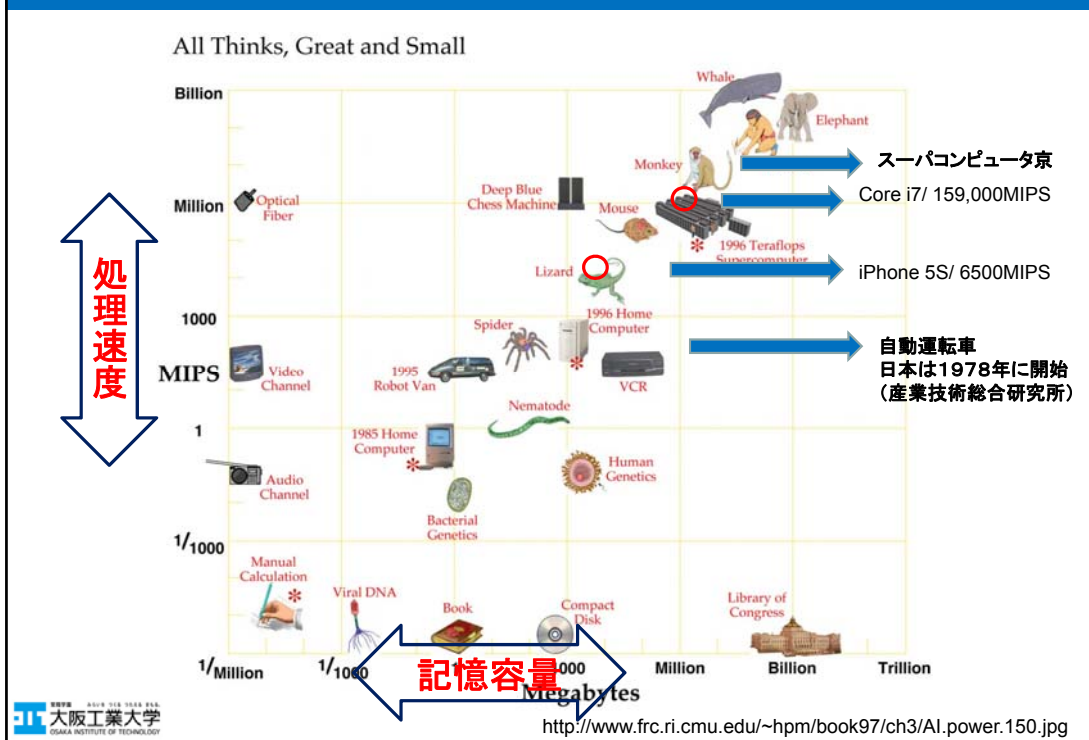 All Thinks, Great and Small
Billion
Million
1000
MIPS
1
1/1000
Whale
Elephant
Monkey
Optical
Fiber
Deep Blue
Chess Machine
Mouse
1996 Teraflops
Supercomputer
Lizard
1996 Home
Computer
Spider
Video
Channel
1995
Robot Van
VCR
Nematode
1985 Home
Computer
Audio
Channel
Human
Genetics
Bacterial
Genetics
Manual
Calculation
Viral DNA
Book
Compact
Disk
Library of
Congress
処理速度
スーパコンピュータ京
Core i7/ 159,000MIPS
iPhone 5S/ 6500MIPS
自動運転車
日本は1978年に開始
(産業技術総合研究所)
1/Million
1/1000
Million
Billion
Trillion
記憶容量
Megabytes
大阪工業大学
OSAKA INSTITUTE OF TECHNOLOGY
http://www.frc.ri.cmu.edu/~hpm/book97/ch3/AI.power.150.jpg